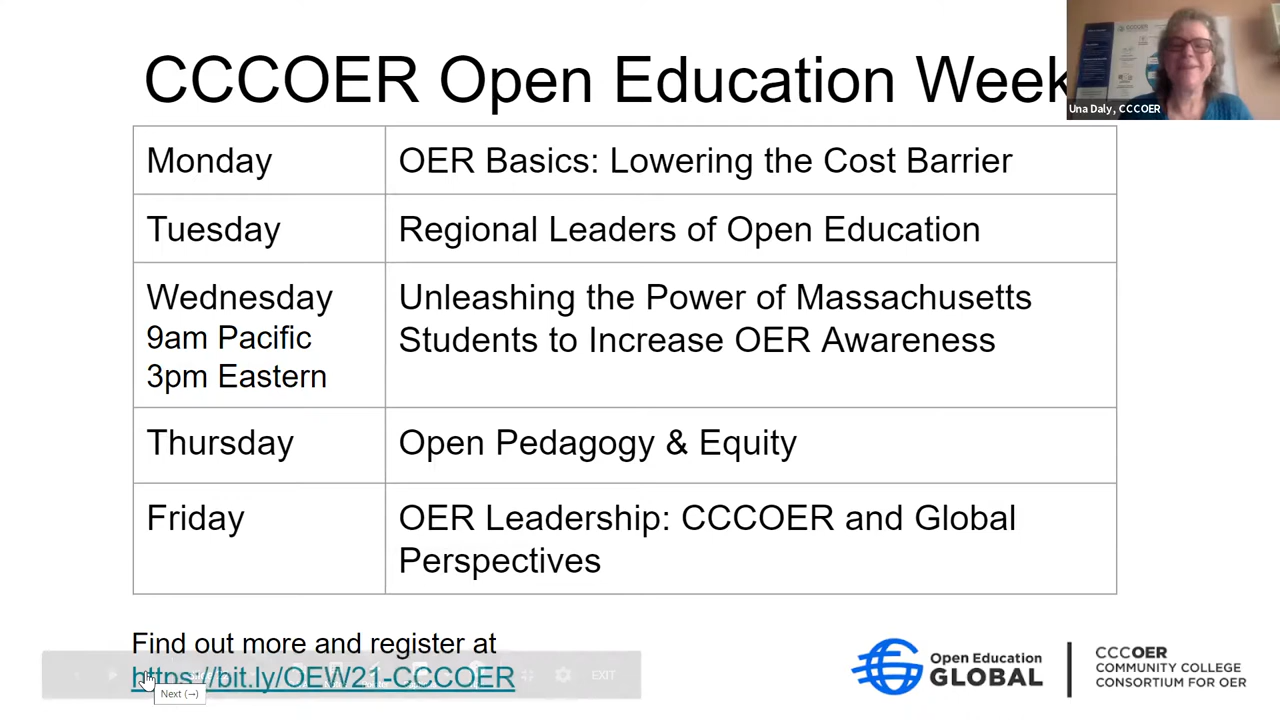 CCCOER Open Education Week
Una Daly, CCCOER
Monday
OER Basics: Lowering the Cost Barrier
Tuesday
Regional Leaders of Open Education
Wednesday
9am Pacific
3pm Eastern
Unleashing the Power of Massachusetts
Students to Increase OER Awareness
Thursday
Open Pedagogy & Equity
Friday
OER Leadership: CCCOER and Global
Perspectives
Find out more and register at
https://bit.ly/OEW21-CCCOER
EXIT
Next (→)
Open Education
GLOBAL
CCCOER
COMMUNITY COLLEGE
CONSORTIUM FOR OER